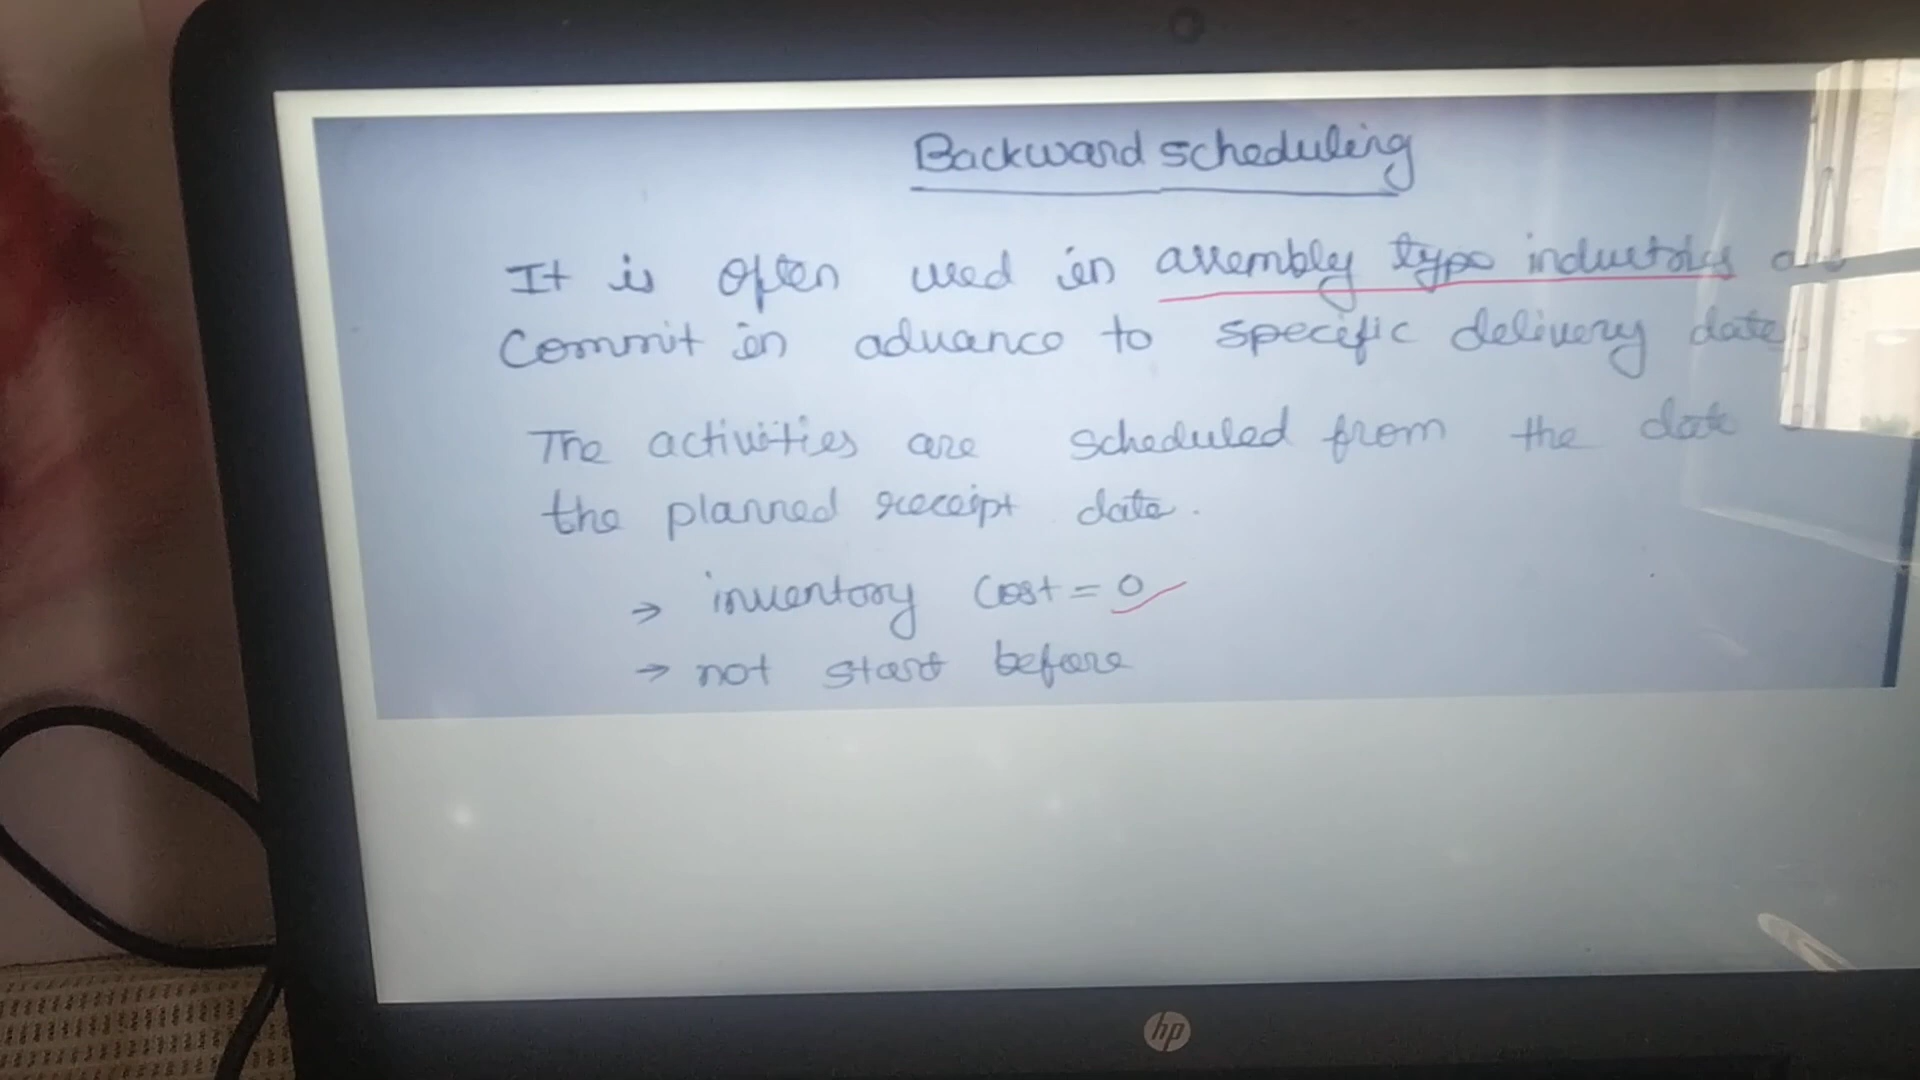 Backward scheduling
It is often used in assembly type industries
Commit in advance to specific delivery date
The activities are scheduled from the date
the planned receipt date.
→ inventory cost = 0
→ not start before
hp